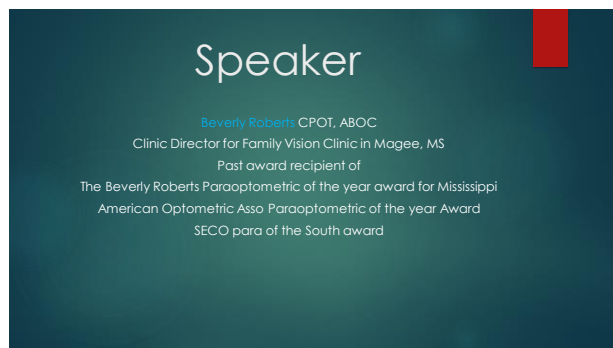 Speaker
Beverly Roberts CPOT, ABOC
Clinic Director for Family Vision Clinic in Magee, MS
Past award recipient of
The Beverly Roberts Paraoptometric of the year award for Mississippi
American Optometric Asso Paraoptometric of the year Award
SECO para of the South award